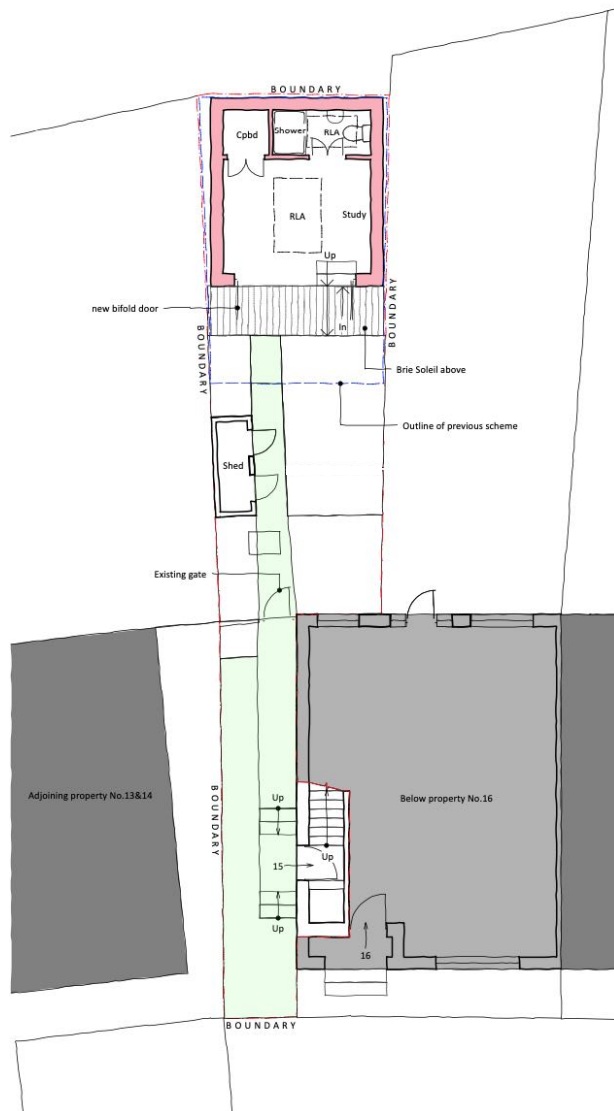 BOUNDARY
Cpbd
Shower
RLA
RLA
Study
Up
new bifold door
In
BOUNDARY
BOUNDARY
Brie Soleil above
Outline of previous scheme
Shed
Existing gate
Adjoining property No.13&14
Below property No.16
BOUNDARY
Up
Up
15
Up
16
BOUNDARY